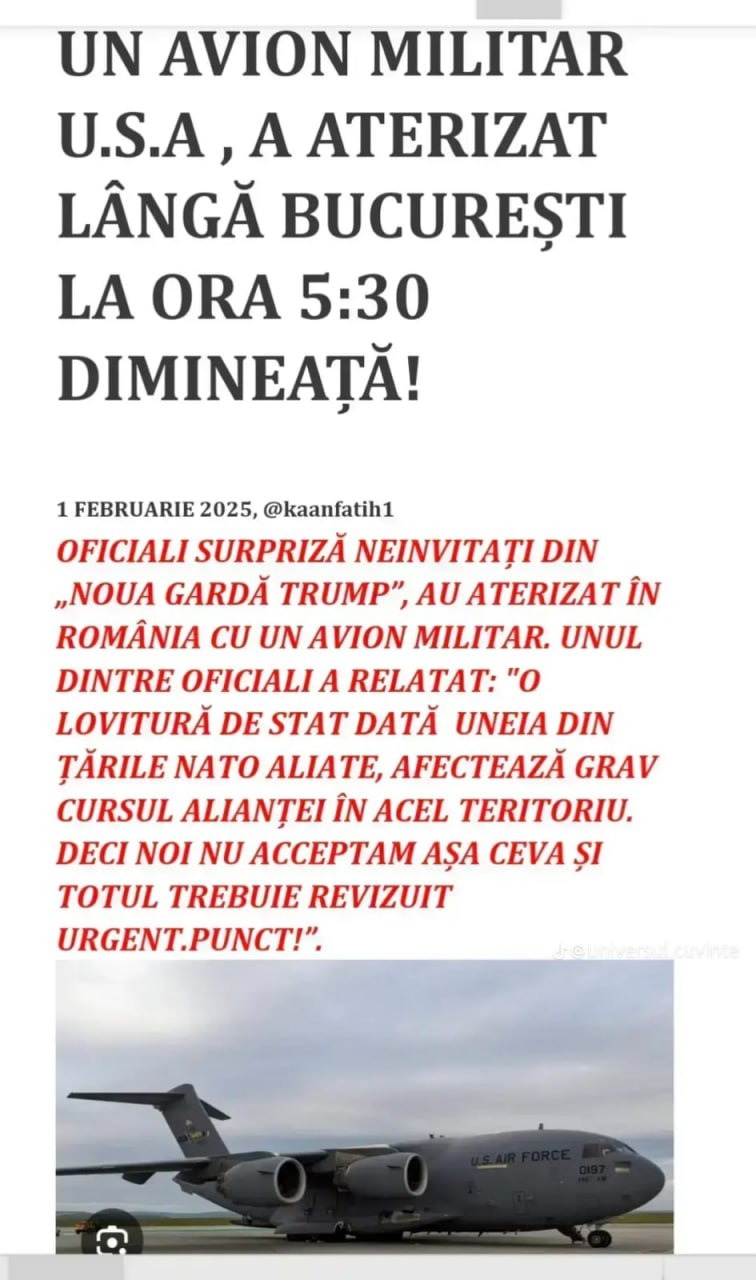 UN AVION MILITAR
U.S.A , A ATERIZAT
LÂNGĂ BUCUREȘTI
LA ORA 5:30
DIMINEAȚĂ!
1 FEBRUARIE 2025, @kaanfatih1
OFICIALI SURPRIZĂ NEINVITAȚI DIN
„NOUA GARDĂ TRUMP”, AU ATERIZAT ÎN
ROMÂNIA CU UN AVION MILITAR. UNUL
DINTRE OFICIALI A RELATAT: "O
LOVITURĂ DE STAT DATĂ  UNEIA DIN
ȚĂRILE NATO ALIATE, AFECTEAZĂ GRAV
CURSUL ALIANȚEI ÎN ACEL TERITORIU.
DECI NOI NU ACCEPTAM AȘA CEVA ȘI
TOTUL TREBUIE REVIZUIT
URGENT.PUNCT!”.
@universul.cuvinte
U.S. AIR FORCE
0197